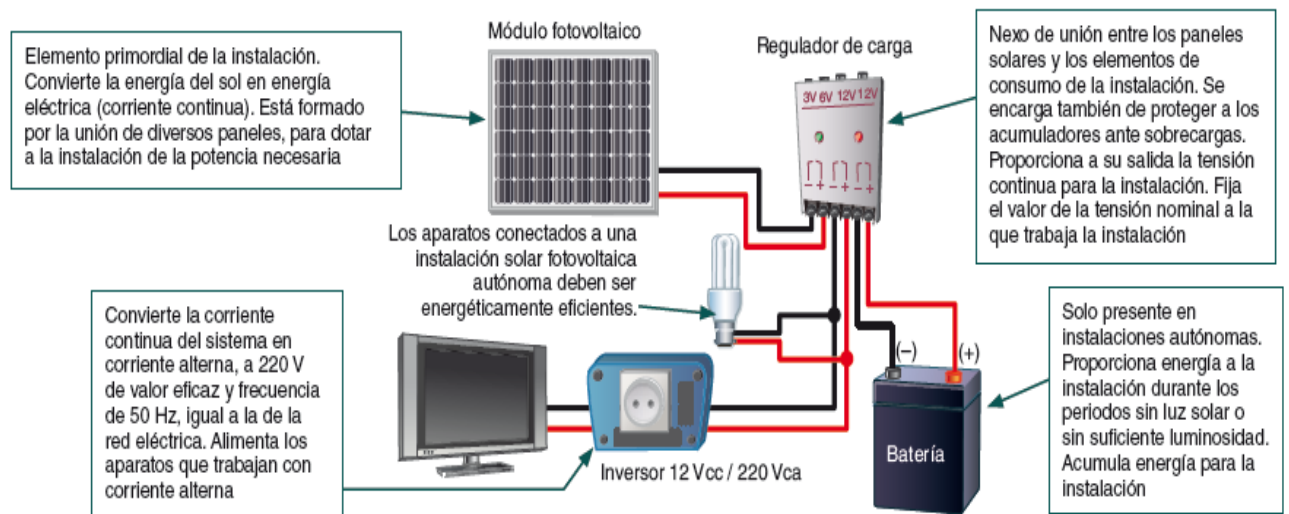 Elemento primordial de la instalación.
Convierte la energía del sol en energía
eléctrica (corriente continua). Está formado
por la unión de diversos paneles, para dotar
a la instalación de la potencia necesaria
Módulo fotovoltaico
Regulador de carga
3V 6V 12V 12V
- + - + - +
Nexo de unión entre los paneles
solares y los elementos de
consumo de la instalación. Se
encarga también de proteger a los
acumuladores ante sobrecargas.
Proporciona a su salida la tensión
continua para la instalación. Fija
el valor de la tensión nominal a la
que trabaja la instalación
Los aparatos conectados a una
instalación solar fotovoltaica
autónoma deben ser
energéticamente eficientes.
Convierte la corriente
continua del sistema en
corriente alterna, a 220 V
de valor eficaz y frecuencia
de 50 Hz, igual a la de la
red eléctrica. Alimenta los
aparatos que trabajan con
corriente alterna
Inversor 12 Vcc / 220 Vca
(–) (+)
Batería
Solo presente en
instalaciones autónomas.
Proporciona energía a la
instalación durante los
periodos sin luz solar o
sin suficiente luminosidad.
Acumula energía para la
instalación